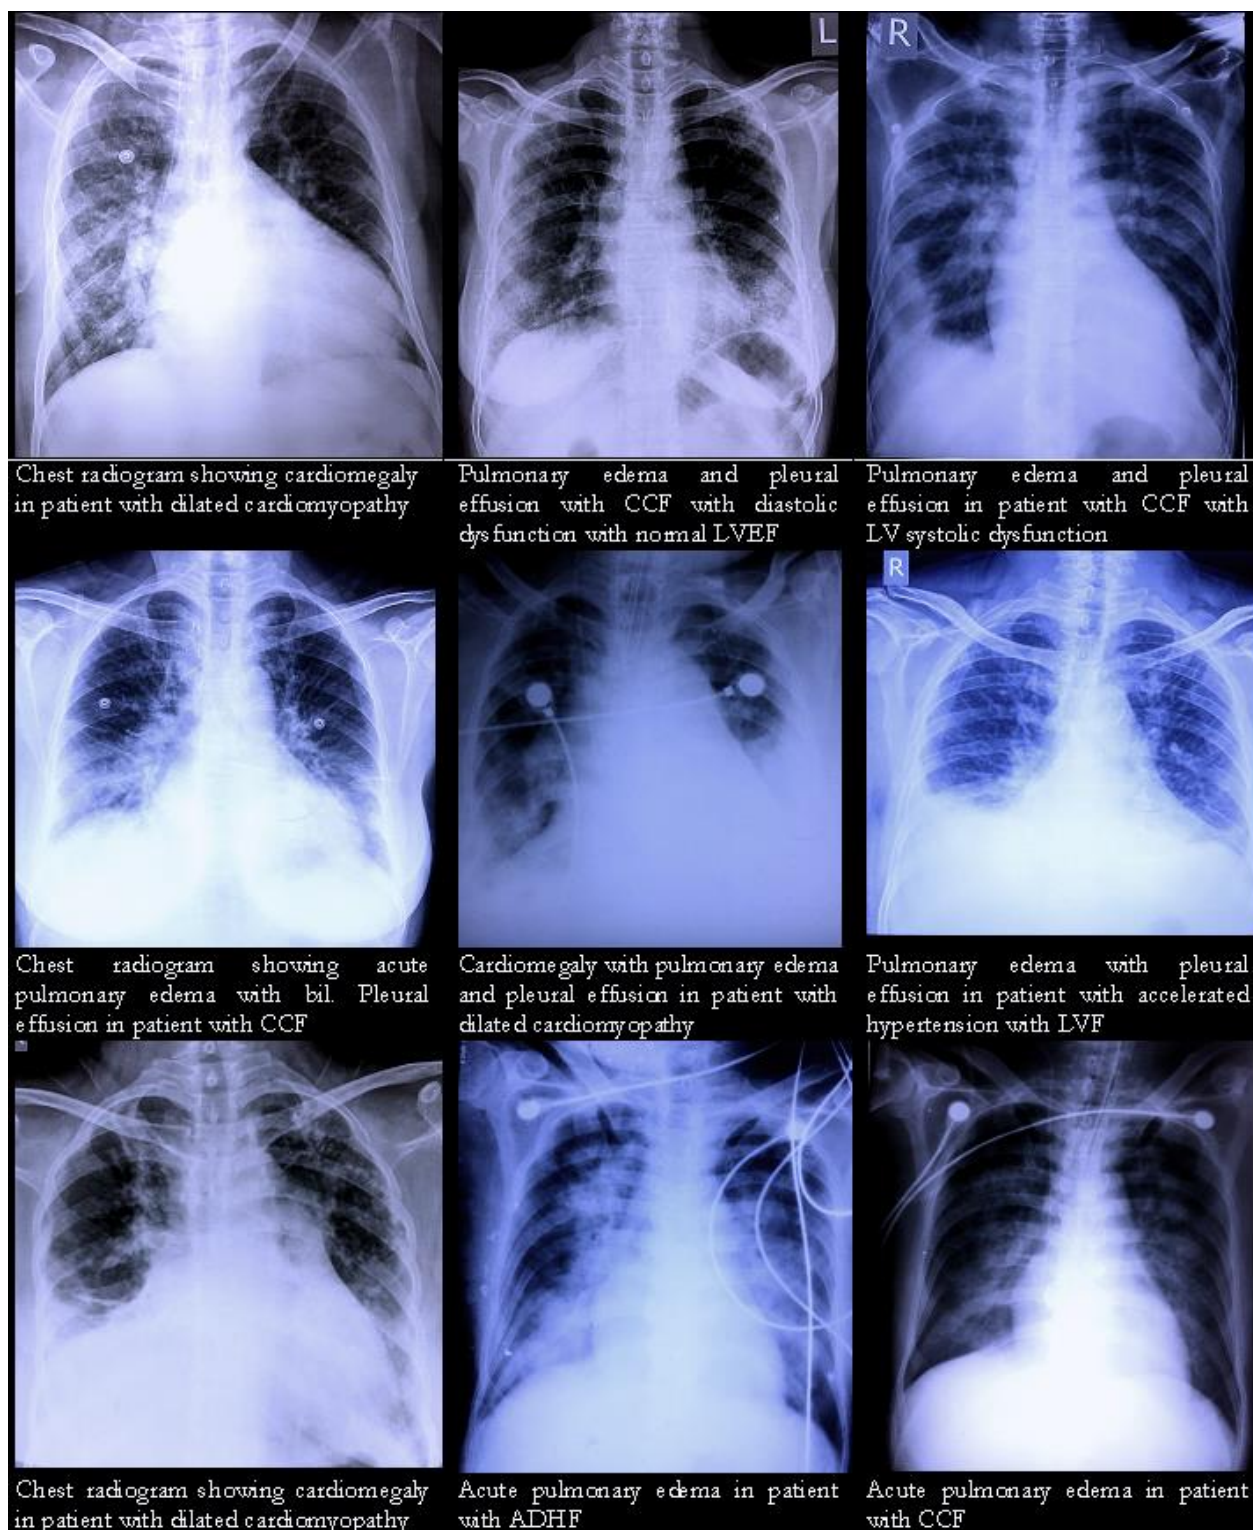 L
R
Chest radiogram showing cardiomegaly
in patient with dilated cardiomyopathy
Pulmonary edema and pleural
effusion with CCF with diastolic
dysfunction with normal LVEF
Pulmonary edema and pleural
effusion in patient with CCF with
LV systolic dysfunction
R
Chest radiogram showing acute
pulmonary edema with bil. Pleural
effusion in patient with CCF
Cardiomegaly with pulmonary edema
and pleural effusion in patient with
dilated cardiomyopathy
Pulmonary edema with pleural
effusion in patient with accelerated
hypertension with LVF
Chest radiogram showing cardiomegaly
in patient with dilated cardiomyopathy
Acute pulmonary edema in patient
with ADHF
Acute pulmonary edema in patient
with CCF